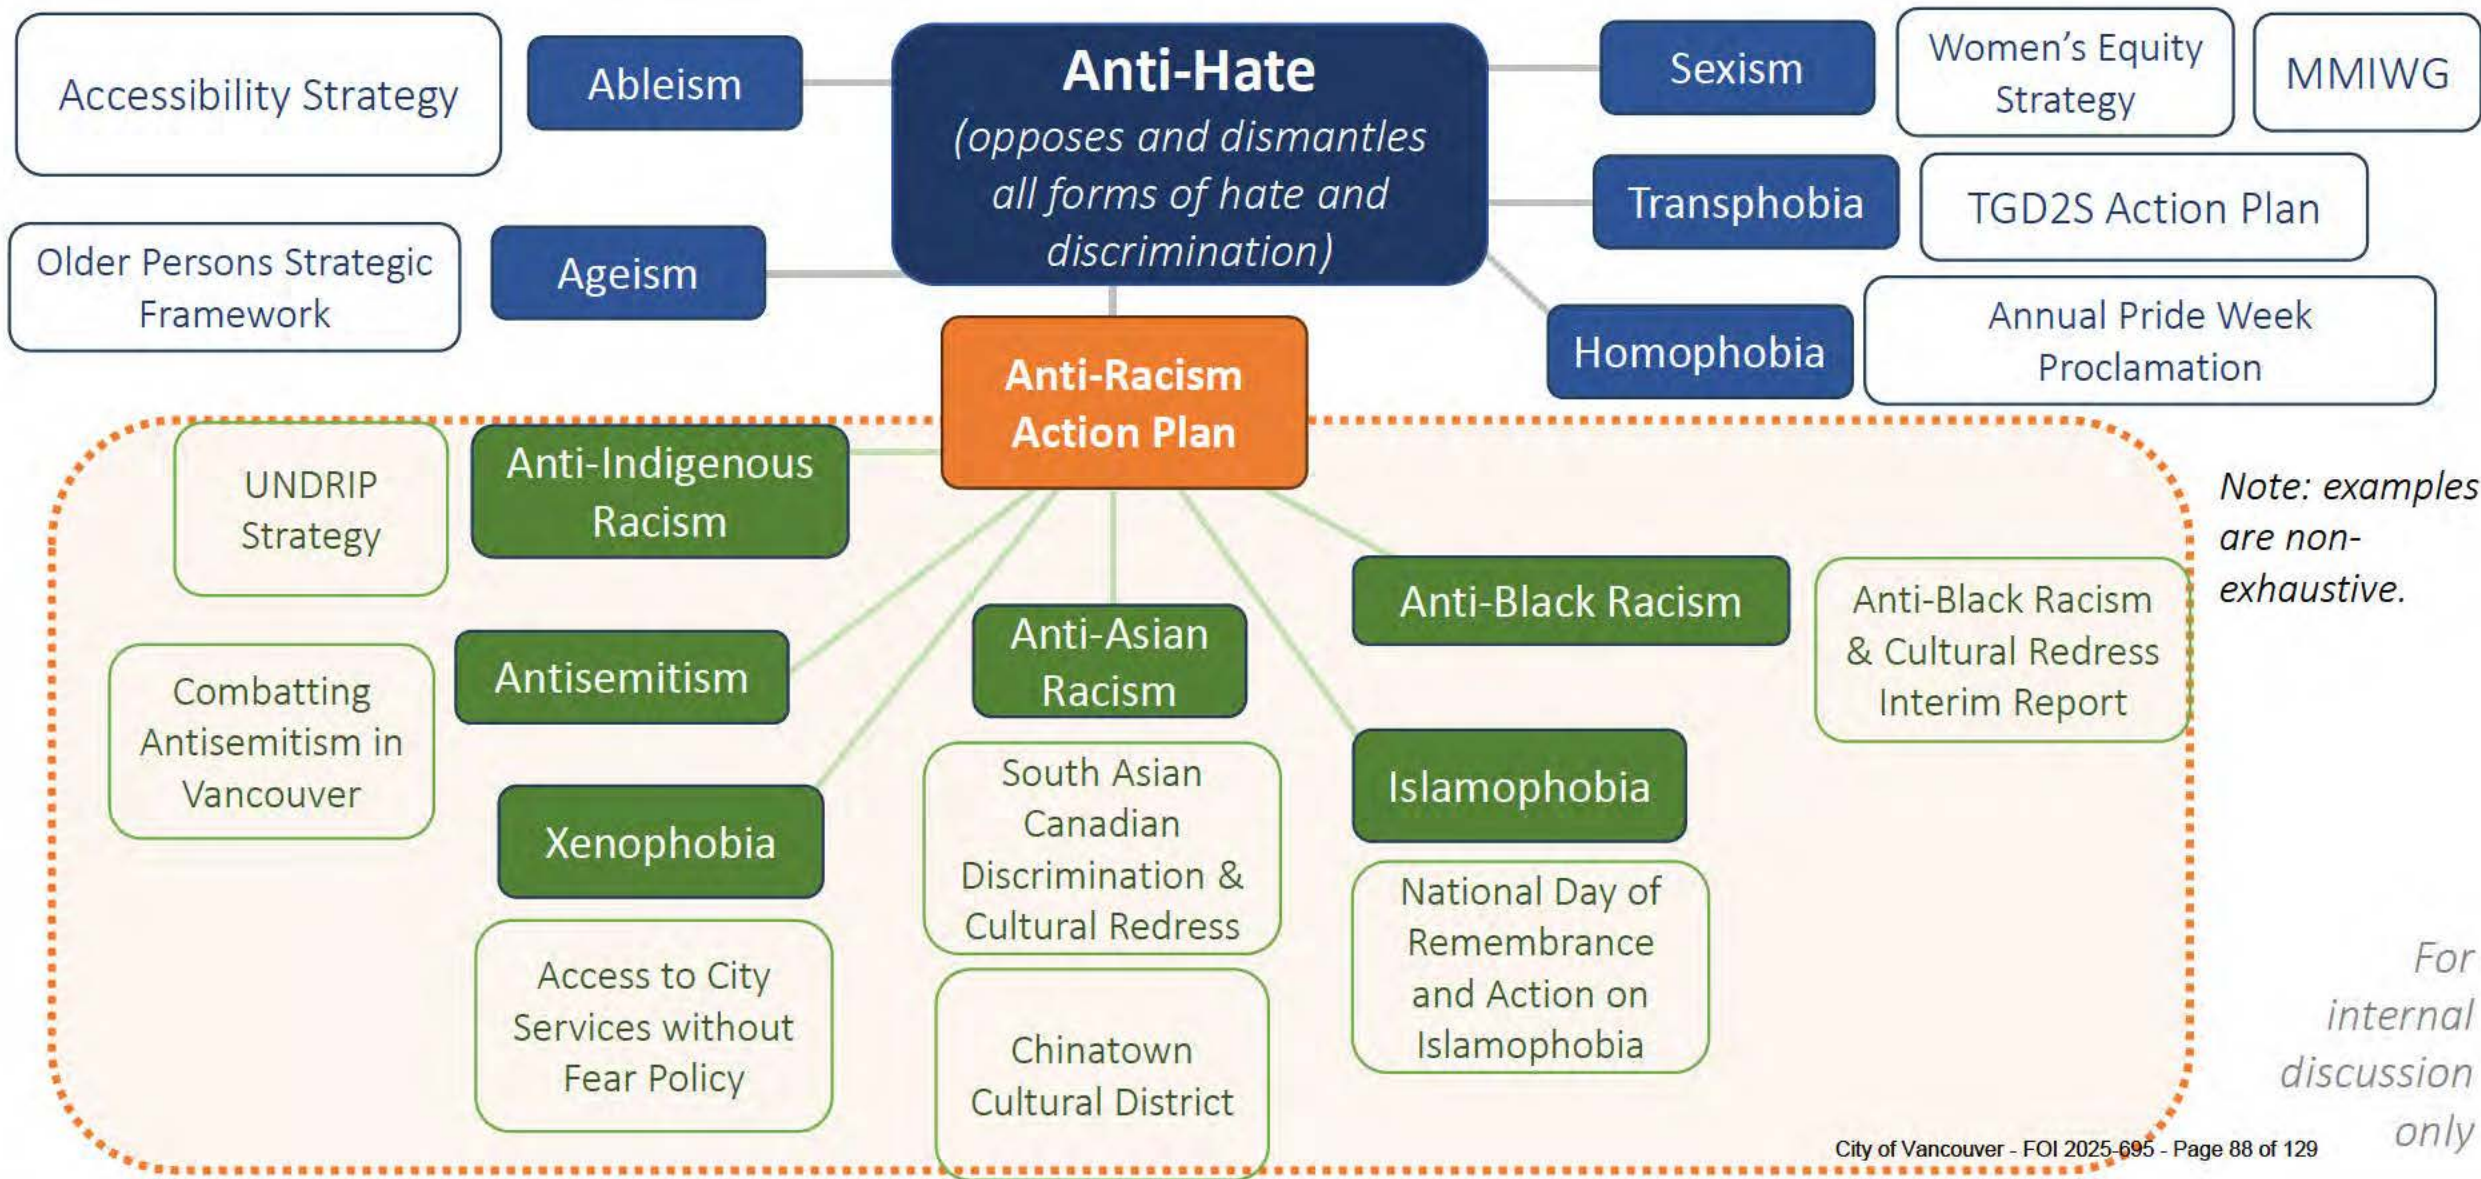 Accessibility Strategy
Ableism
Anti-Hate
(opposes and dismantles
all forms of hate and
discrimination)
Sexism
Women’s Equity
Strategy
MMIWG
Transphobia
TGD2S Action Plan
Older Persons Strategic
Framework
Ageism
Homophobia
Annual Pride Week
Proclamation
Anti-Racism
Action Plan
UNDRIP
Strategy
Anti-Indigenous
Racism
Note: examples
are non-
exhaustive.
Combatting
Antisemitism in
Vancouver
Antisemitism
Anti-Asian
Racism
Anti-Black Racism
Anti-Black Racism
& Cultural Redress
Interim Report
Xenophobia
South Asian
Canadian
Discrimination &
Cultural Redress
Islamophobia
Access to City
Services without
Fear Policy
Chinatown
Cultural District
National Day of
Remembrance
and Action on
Islamophobia
For
internal
discussion
only
City of Vancouver - FOI 2025-695 - Page 88 of 129